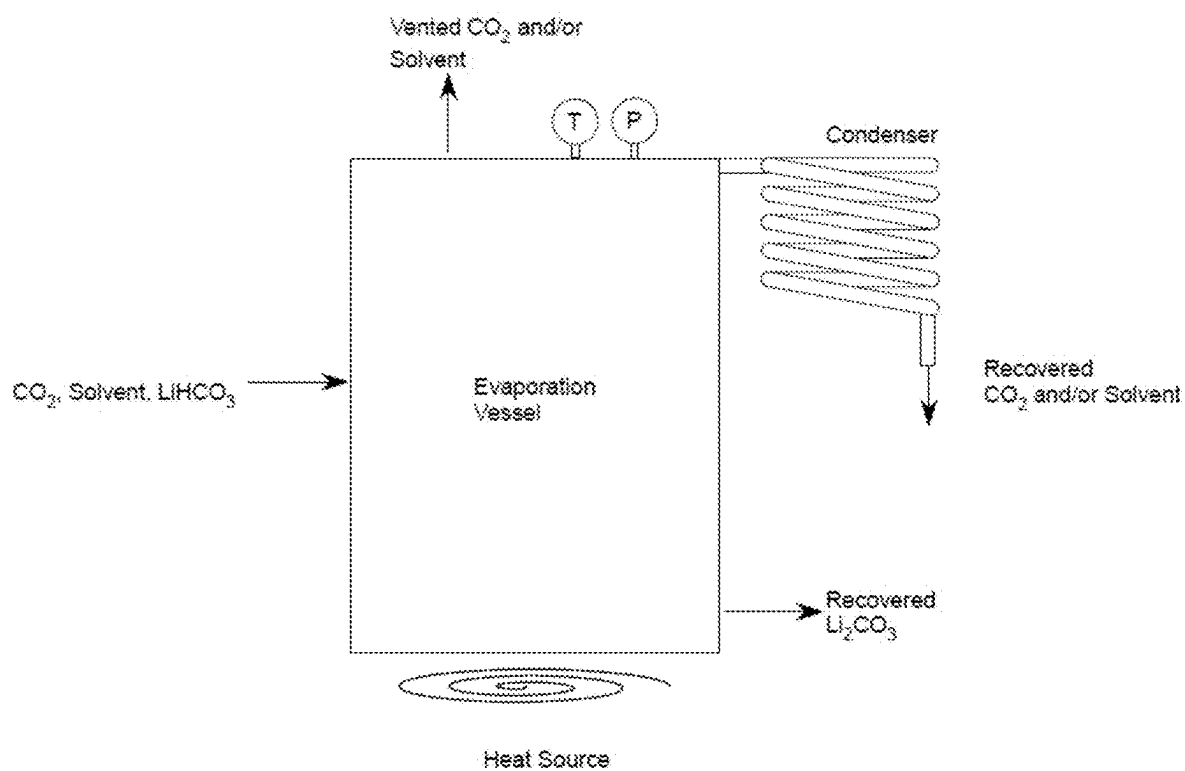 Vented CO₂ and/or
Solvent
T
P
Condenser
CO₂, Solvent, LiHCO₃
Evaporation
Vessel
Recovered
CO₂ and/or Solvent
Recovered
Li₂CO₃
Heat Source